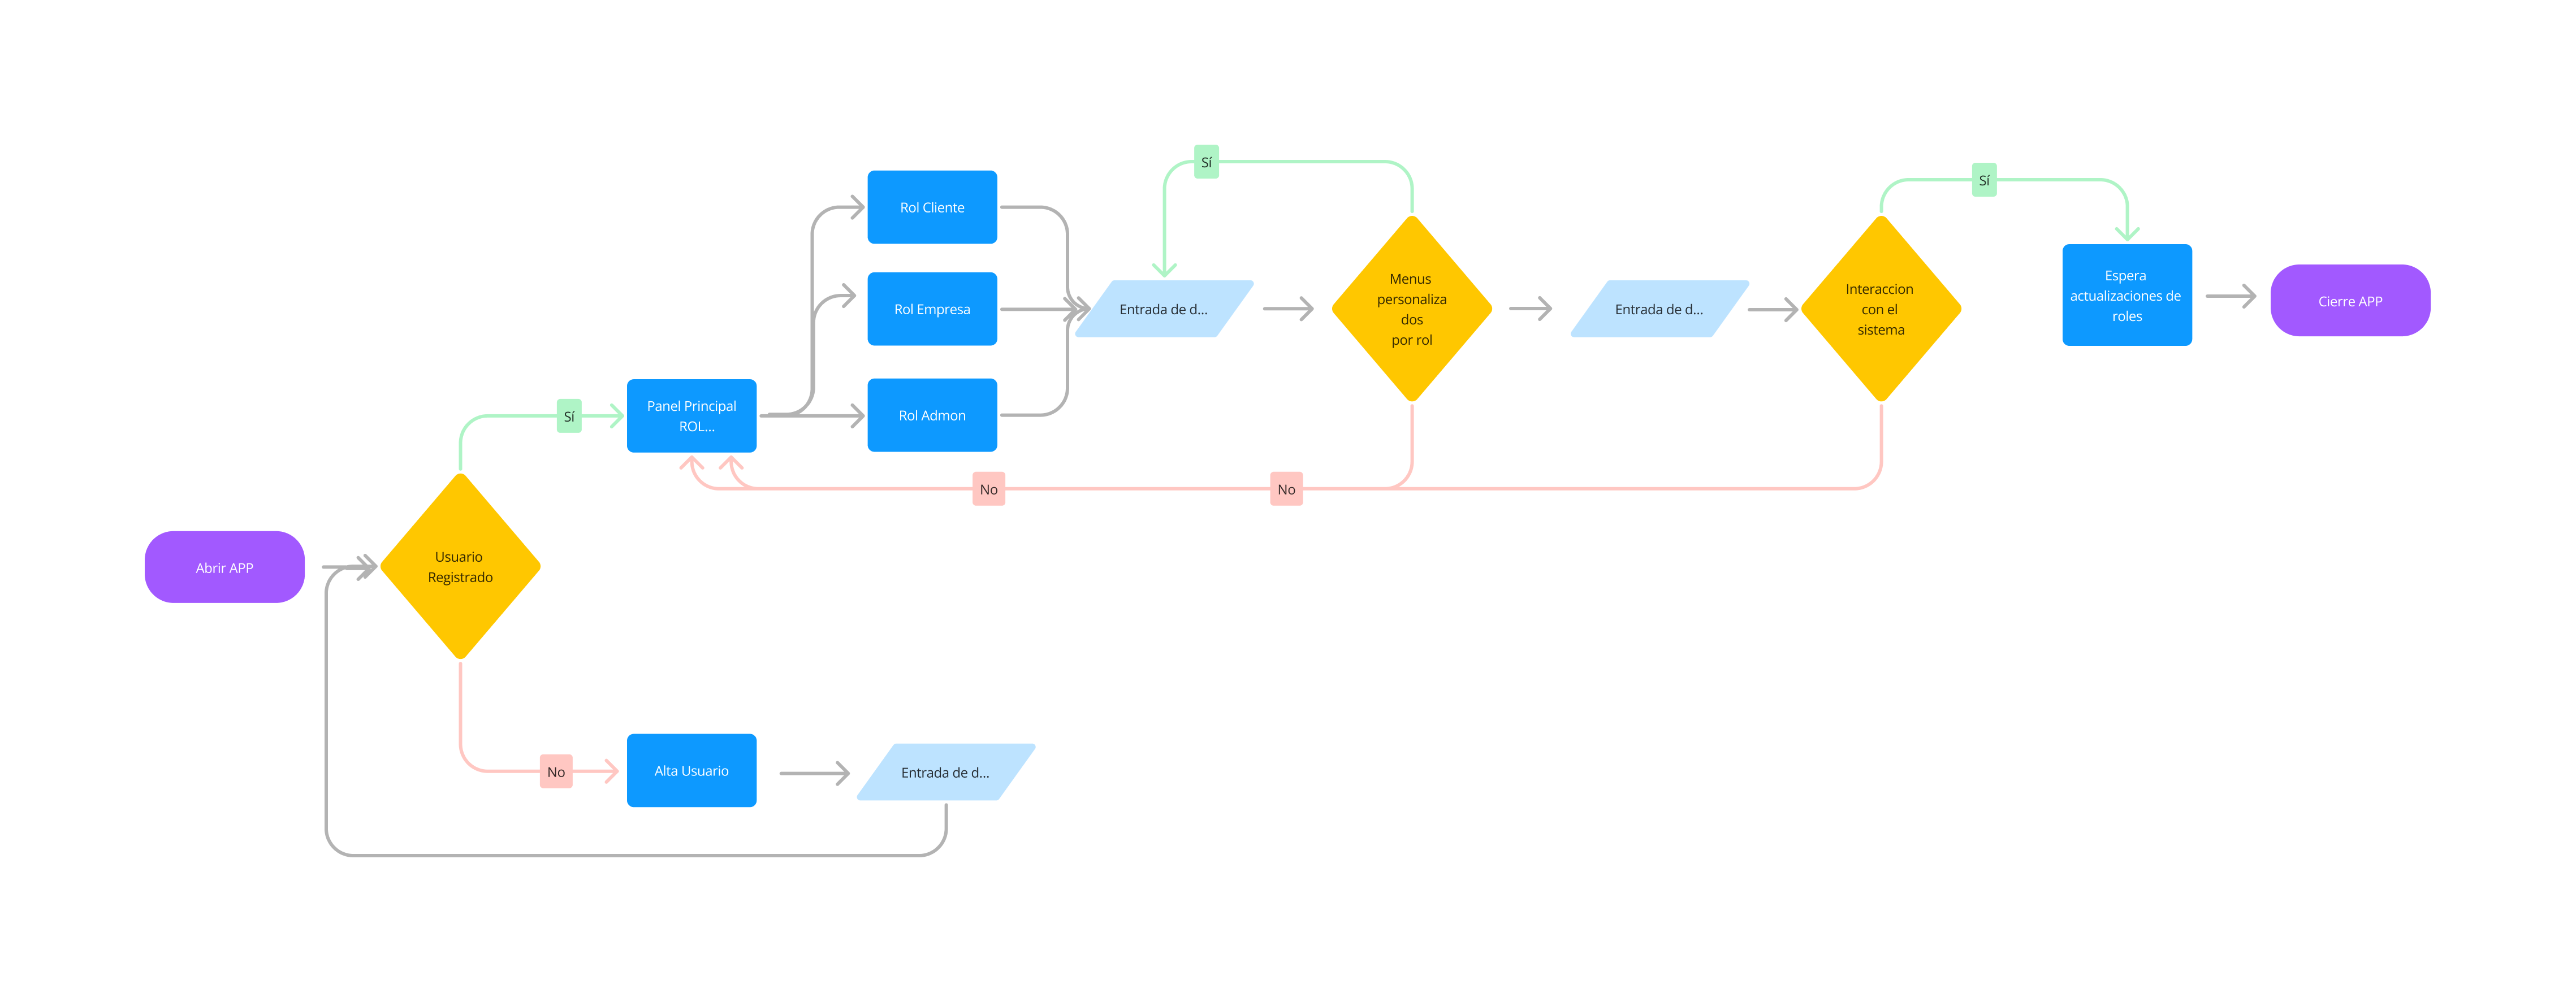 Abrir APP
Usuario
Registrado
Sí
No
Panel Principal
ROL...
Alta Usuario
Entrada de d...
Rol Cliente
Rol Empresa
Rol Admon
Entrada de d...
Sí
Menus
personaliza
dos
por rol
No
No
Entrada de d...
Interaccion
con el
sistema
Sí
Espera
actualizaciones de
roles
Cierre APP